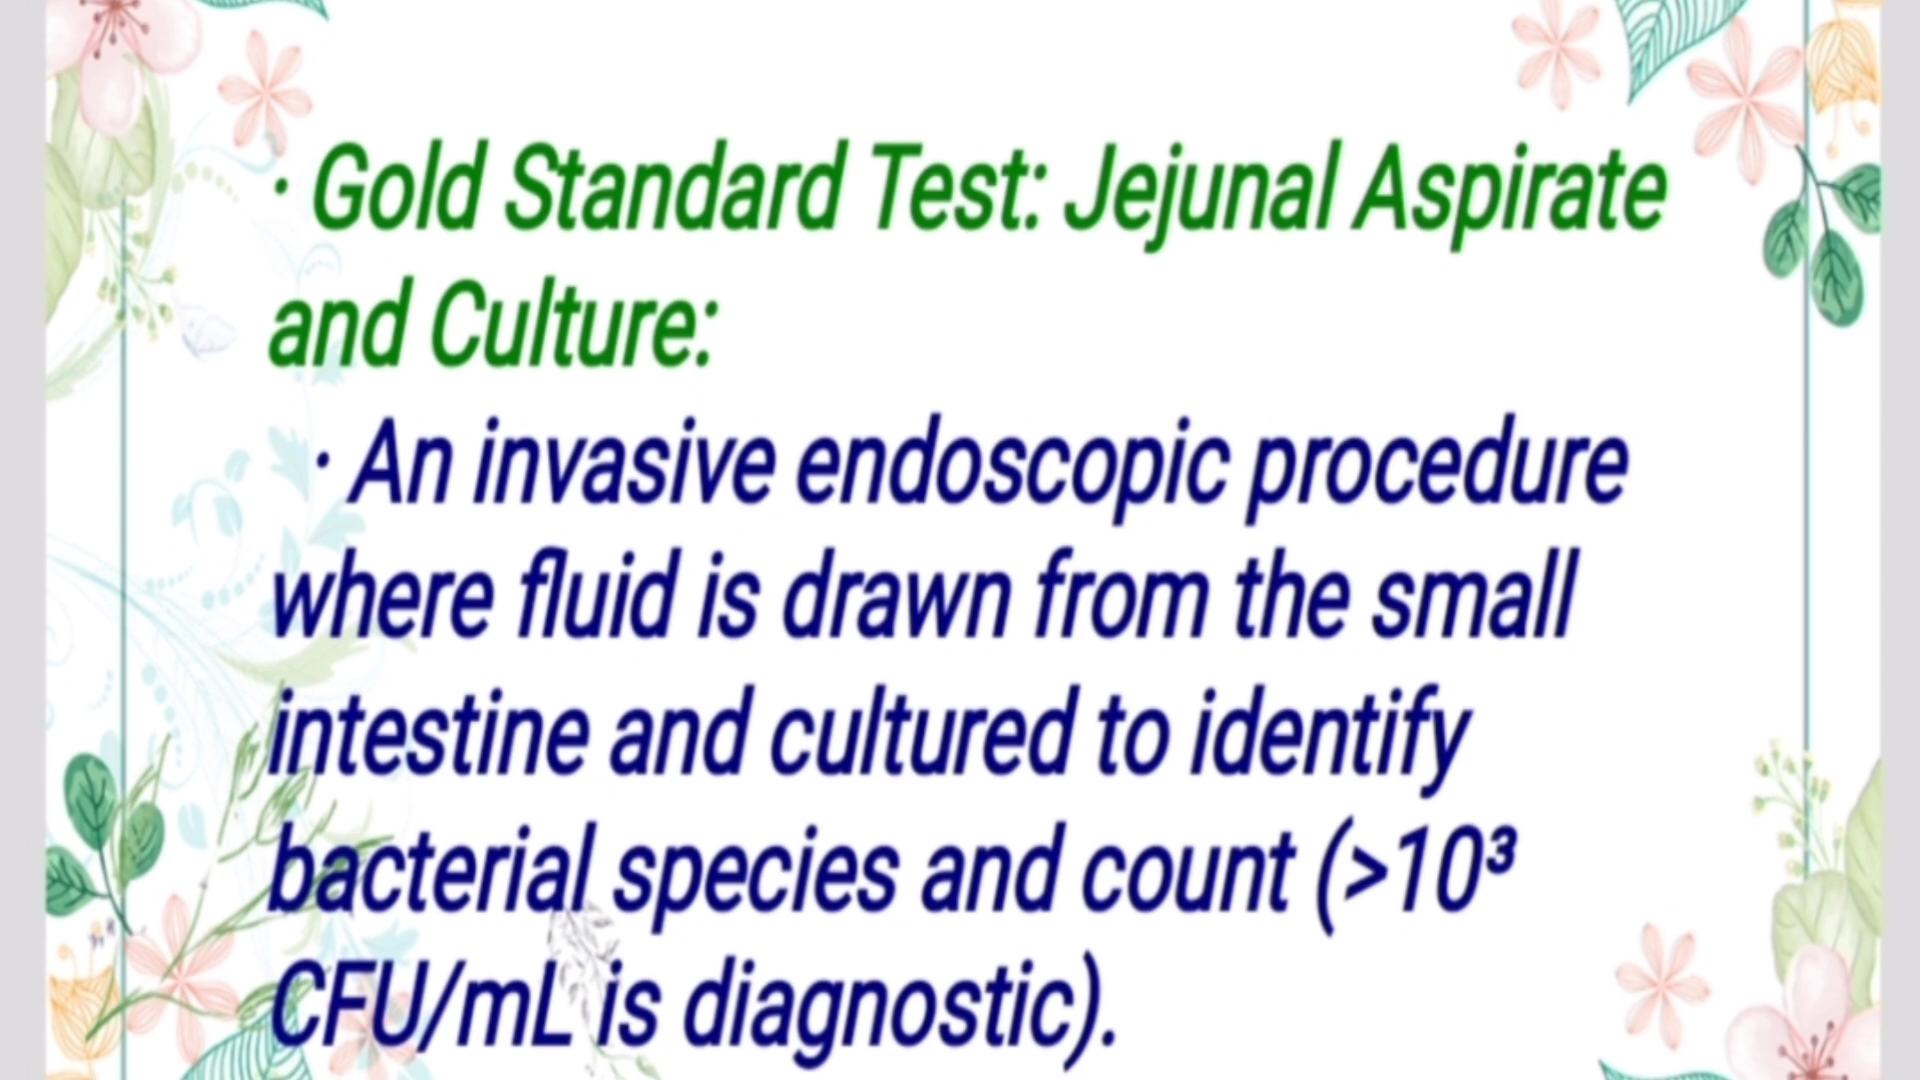 · Gold Standard Test: Jejunal Aspirate
and Culture:
· An invasive endoscopic procedure
where fluid is drawn from the small
intestine and cultured to identify
bacterial species and count (>10³
CFU/mL is diagnostic).